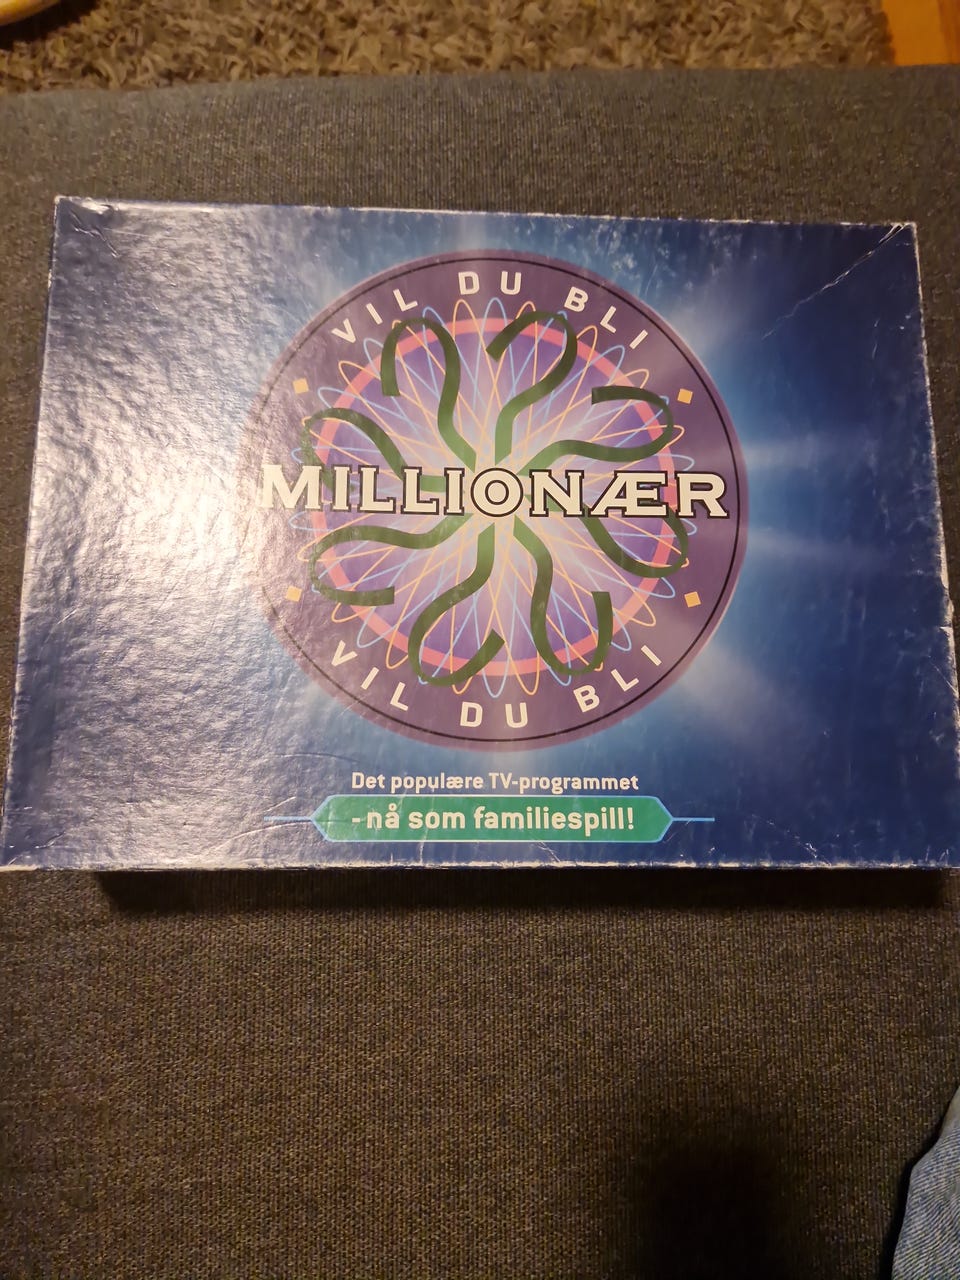 VIL DU BLI
MILLIONÆR
VIL DU BLI
Det populære TV-programmet
- nå som familiespill!